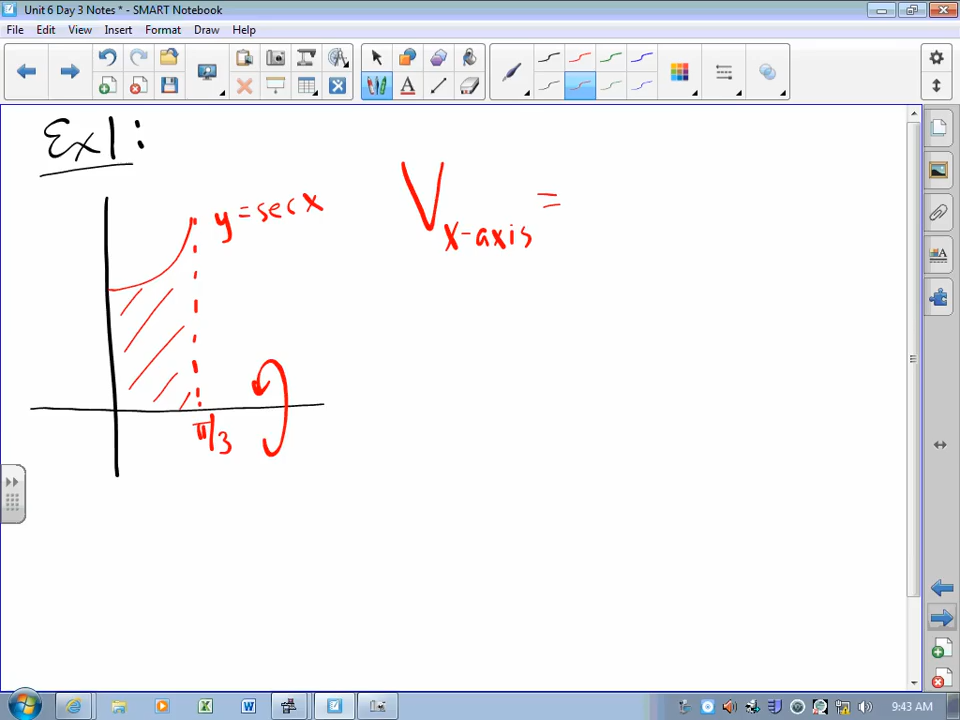 Unit 6 Day 3 Notes * - SMART Notebook
File Edit View Insert Format Draw Help
Ex1:
y=secx
V x-axis =
π/3
9:43 AM